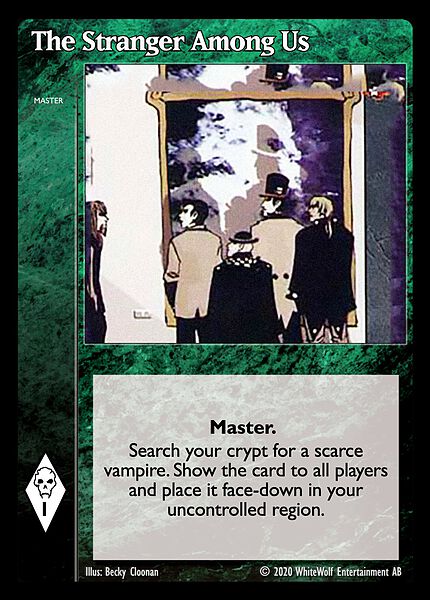 The Stranger Among Us
MASTER
Master.
Search your crypt for a scarce
vampire. Show the card to all players
and place it face-down in your
uncontrolled region.
1
Illus: Becky Cloonan
© 2020 WhiteWolf Entertainment AB